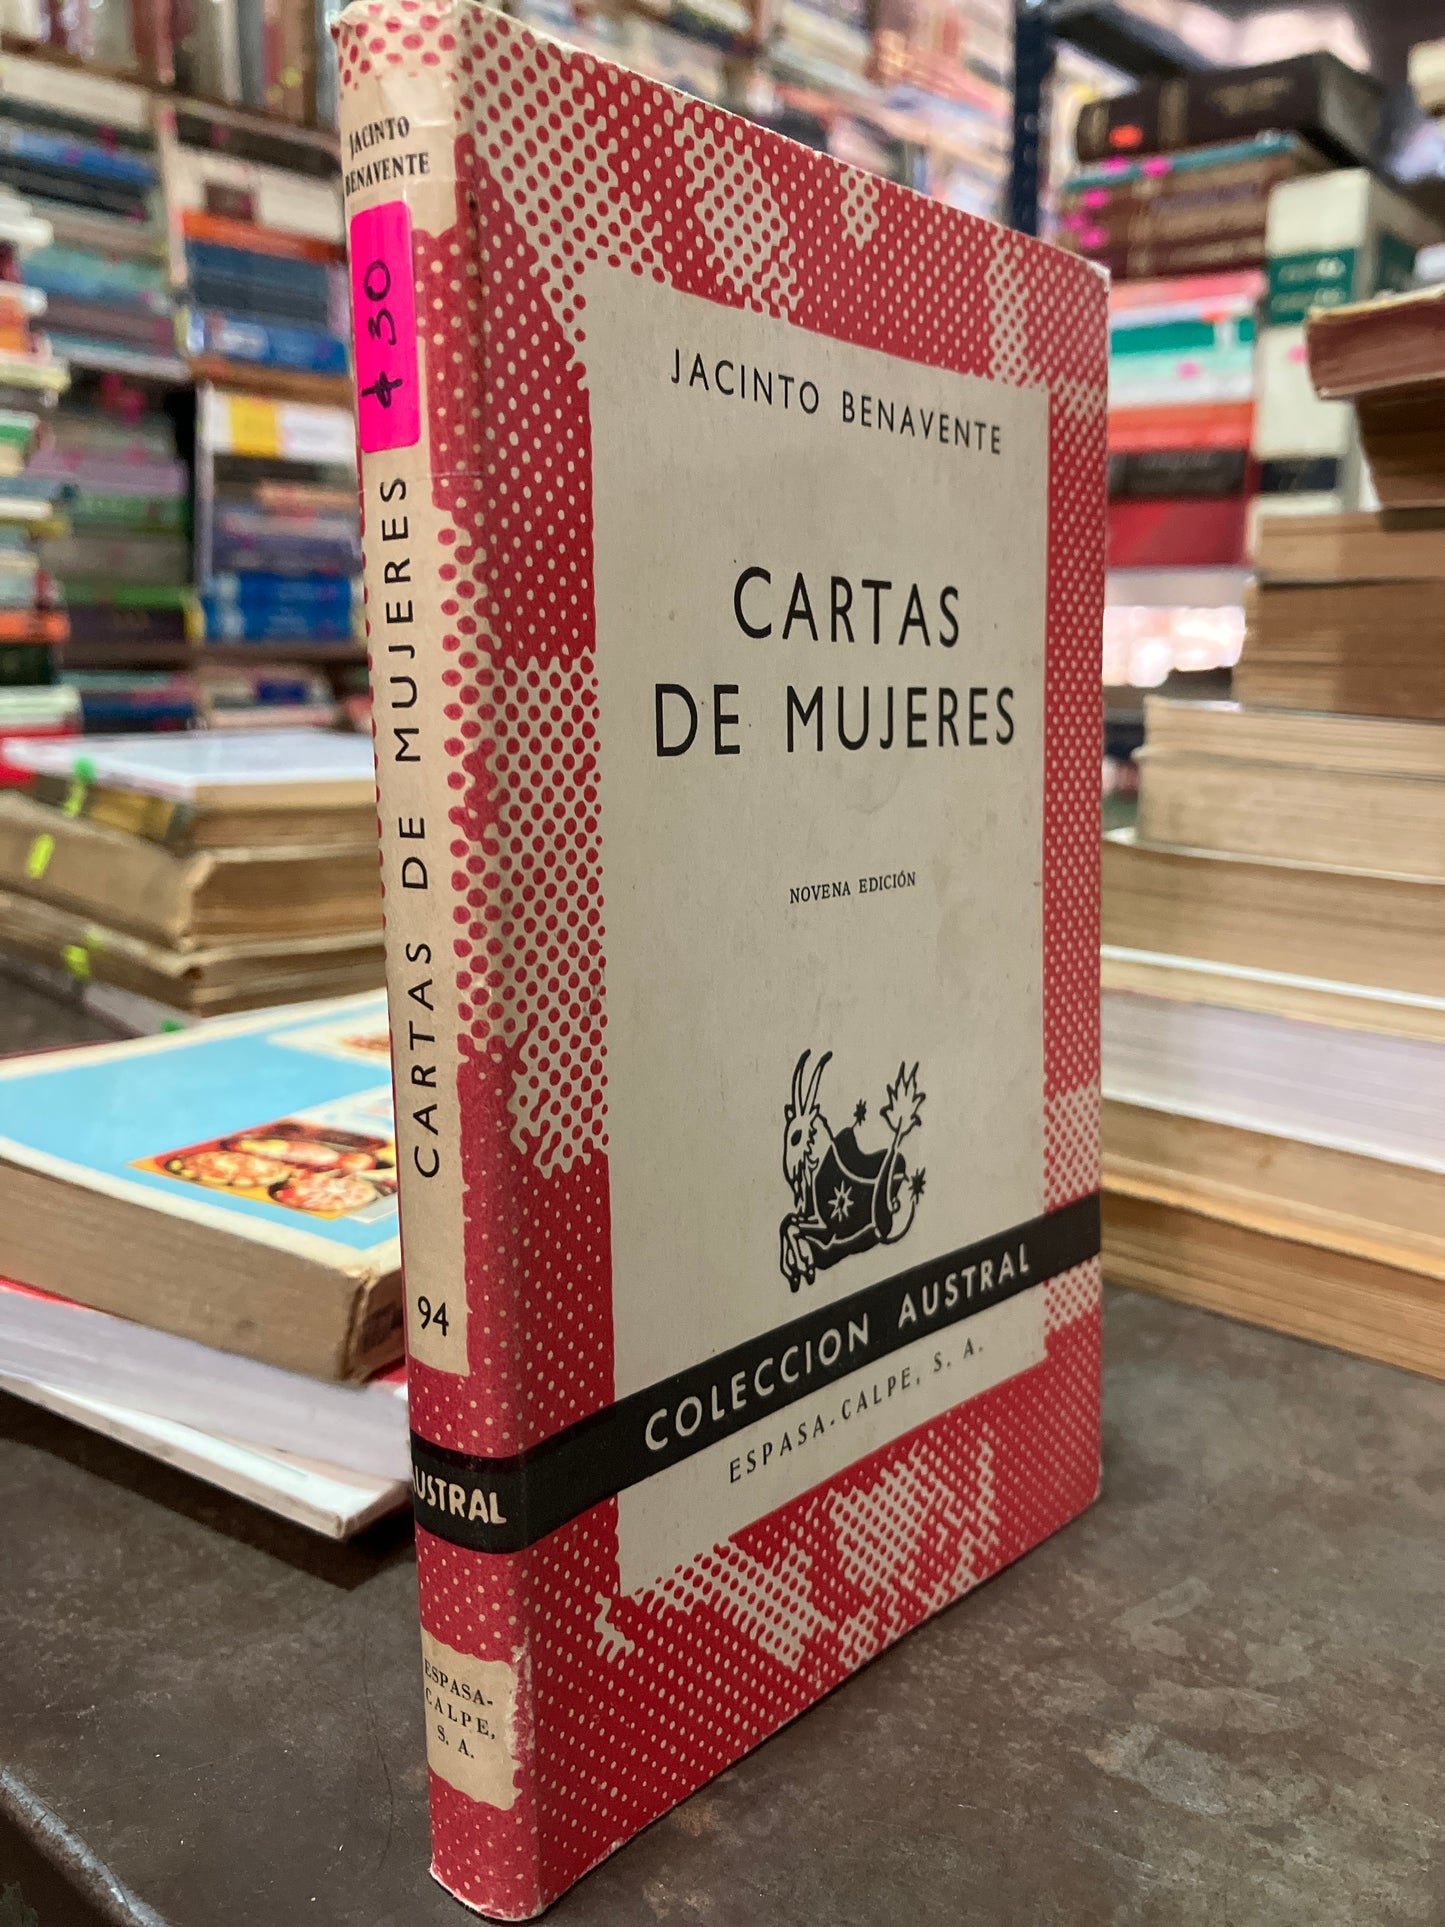 JACINTO
BENAVENTE
$30
CARTAS DE MUJERES
94
AUSTRAL
ESPASA-
CALPE,
S. A.
JACINTO BENAVENTE
CARTAS
DE MUJERES
NOVENA EDICIÓN
COLECCION AUSTRAL
ESPASA-CALPE, S. A.